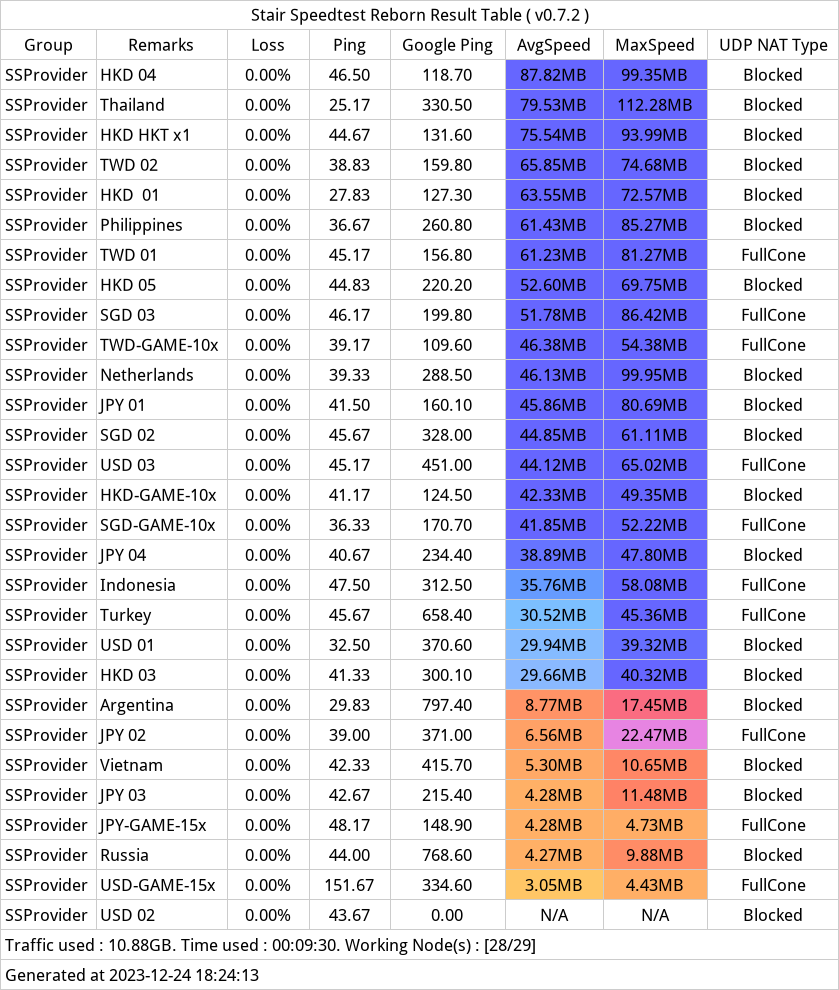 Stair Speedtest Reborn Result Table ( v0.7.2 )
Group Remarks Loss Ping Google Ping AvgSpeed MaxSpeed UDP NAT Type
SSProvider HKD 04 0.00% 46.50 118.70 87.82MB 99.35MB Blocked
SSProvider Thailand 0.00% 25.17 330.50 79.53MB 112.28MB Blocked
SSProvider HKD HKT x1 0.00% 44.67 131.60 75.54MB 93.99MB Blocked
SSProvider TWD 02 0.00% 38.83 159.80 65.85MB 74.68MB Blocked
SSProvider HKD  01 0.00% 27.83 127.30 63.55MB 72.57MB Blocked
SSProvider Philippines 0.00% 36.67 260.80 61.43MB 85.27MB Blocked
SSProvider TWD 01 0.00% 45.17 156.80 61.23MB 81.27MB FullCone
SSProvider HKD 05 0.00% 44.83 220.20 52.60MB 69.75MB Blocked
SSProvider SGD 03 0.00% 46.17 199.80 51.78MB 86.42MB FullCone
SSProvider TWD-GAME-10x 0.00% 39.17 109.60 46.38MB 54.38MB FullCone
SSProvider Netherlands 0.00% 39.33 288.50 46.13MB 99.95MB Blocked
SSProvider JPY 01 0.00% 41.50 160.10 45.86MB 80.69MB Blocked
SSProvider SGD 02 0.00% 45.67 328.00 44.85MB 61.11MB Blocked
SSProvider USD 03 0.00% 45.17 451.00 44.12MB 65.02MB FullCone
SSProvider HKD-GAME-10x 0.00% 41.17 124.50 42.33MB 49.35MB Blocked
SSProvider SGD-GAME-10x 0.00% 36.33 170.70 41.85MB 52.22MB FullCone
SSProvider JPY 04 0.00% 40.67 234.40 38.89MB 47.80MB Blocked
SSProvider Indonesia 0.00% 47.50 312.50 35.76MB 58.08MB FullCone
SSProvider Turkey 0.00% 45.67 658.40 30.52MB 45.36MB FullCone
SSProvider USD 01 0.00% 32.50 370.60 29.94MB 39.32MB Blocked
SSProvider HKD 03 0.00% 41.33 300.10 29.66MB 40.32MB Blocked
SSProvider Argentina 0.00% 29.83 797.40 8.77MB 17.45MB Blocked
SSProvider JPY 02 0.00% 39.00 371.00 6.56MB 22.47MB FullCone
SSProvider Vietnam 0.00% 42.33 415.70 5.30MB 10.65MB Blocked
SSProvider JPY 03 0.00% 42.67 215.40 4.28MB 11.48MB Blocked
SSProvider JPY-GAME-15x 0.00% 48.17 148.90 4.28MB 4.73MB FullCone
SSProvider Russia 0.00% 44.00 768.60 4.27MB 9.88MB Blocked
SSProvider USD-GAME-15x 0.00% 151.67 334.60 3.05MB 4.43MB FullCone
SSProvider USD 02 0.00% 43.67 0.00 N/A N/A Blocked
Traffic used : 10.88GB. Time used : 00:09:30. Working Node(s) : [28/29]
Generated at 2023-12-24 18:24:13